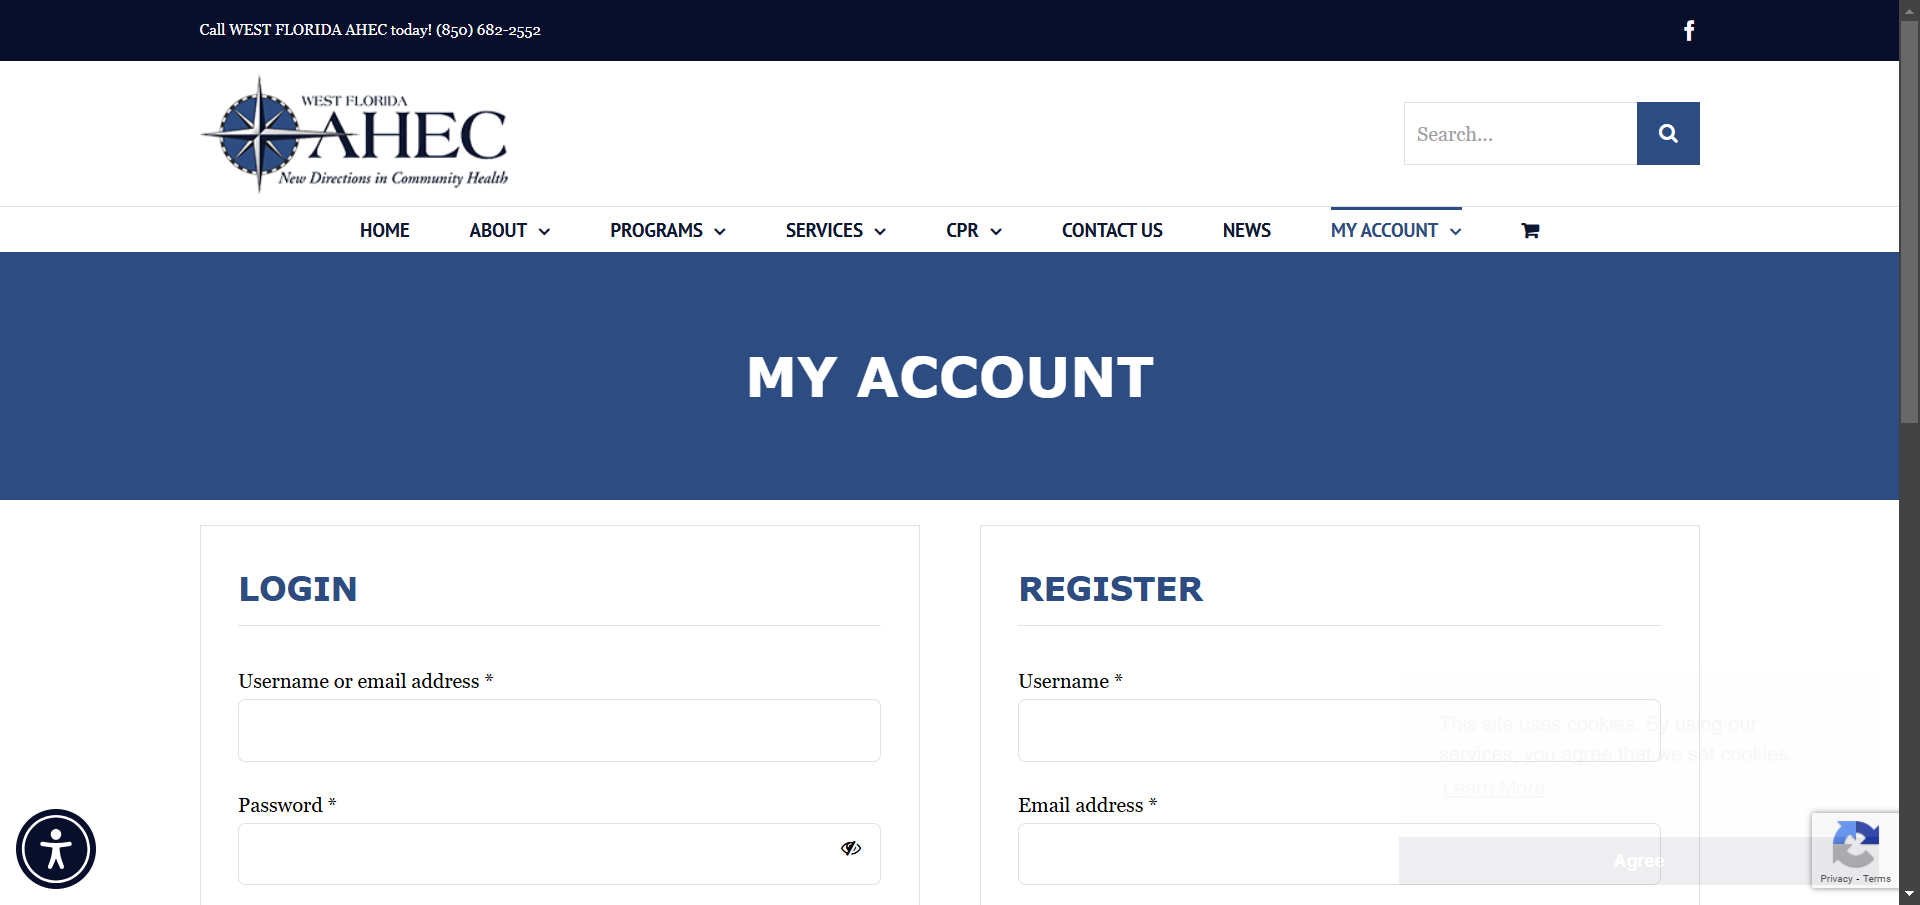 Call WEST FLORIDA AHEC today! (850) 682-2552
WEST FLORIDA
AHEC
New Directions in Community Health
Search...
HOME
ABOUT
PROGRAMS
SERVICES
CPR
CONTACT US
NEWS
MY ACCOUNT
MY ACCOUNT
LOGIN
Username or email address *
Password *
REGISTER
Username *
Email address *
This site uses cookies. By using our
services, you agree that we set cookies.
Learn More
Agree
Privacy - Terms